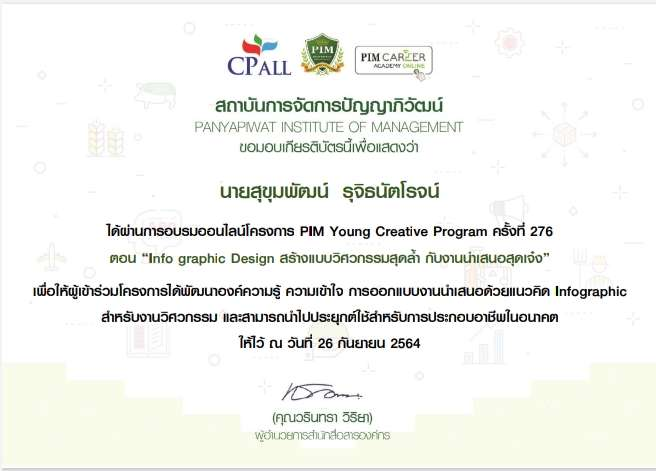 CPALL
PIM
PIM CAREER
ACADEMY ONLINE
สถาบันการจัดการปัญญาภิวัฒน์
PANYAPIWAT INSTITUTE OF MANAGEMENT
ขอมอบเกียรติบัตรนี้เพื่อแสดงว่า
นายสุขุมพัฒน์ รุจิธนัตโรจน์
ได้ผ่านการอบรมออนไลน์โครงการ PIM Young Creative Program ครั้งที่ 276
ตอน “Info graphic Design สร้างแบบวิศวกรรมสุดล้ำ กับงานนำเสนอสุดเจ๋ง”
เพื่อให้ผู้เข้าร่วมโครงการได้พัฒนาองค์ความรู้ ความเข้าใจ การออกแบบงานนำเสนอด้วยแนวคิด Infographic
สำหรับงานวิศวกรรม และสามารถนำไปประยุกต์ใช้สำหรับการประกอบอาชีพในอนาคต
ให้ไว้ ณ วันที่ 26 กันยายน 2564
(คุณวรินทรา วิริยา)
ผู้อำนวยการสำนักสื่อสารองค์กร